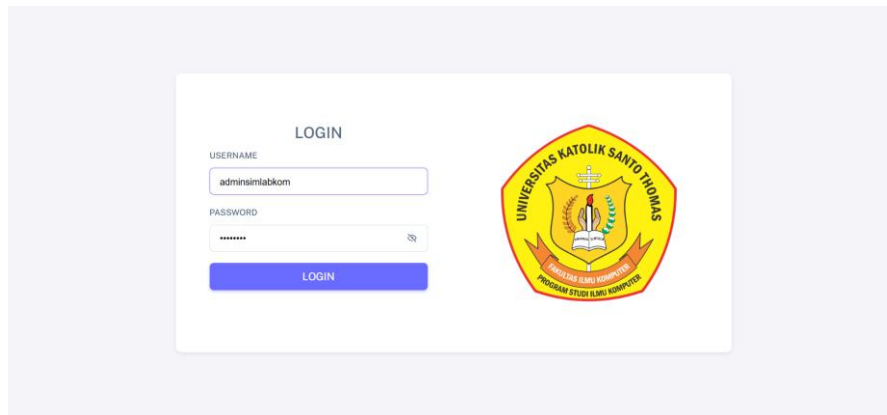 LOGIN
USERNAME
adminsimlabkom
PASSWORD
••••••••
LOGIN
UNIVERSITAS KATOLIK SANTO THOMAS
FAKULTAS ILMU KOMPUTER
PROGRAM STUDI ILMU KOMPUTER